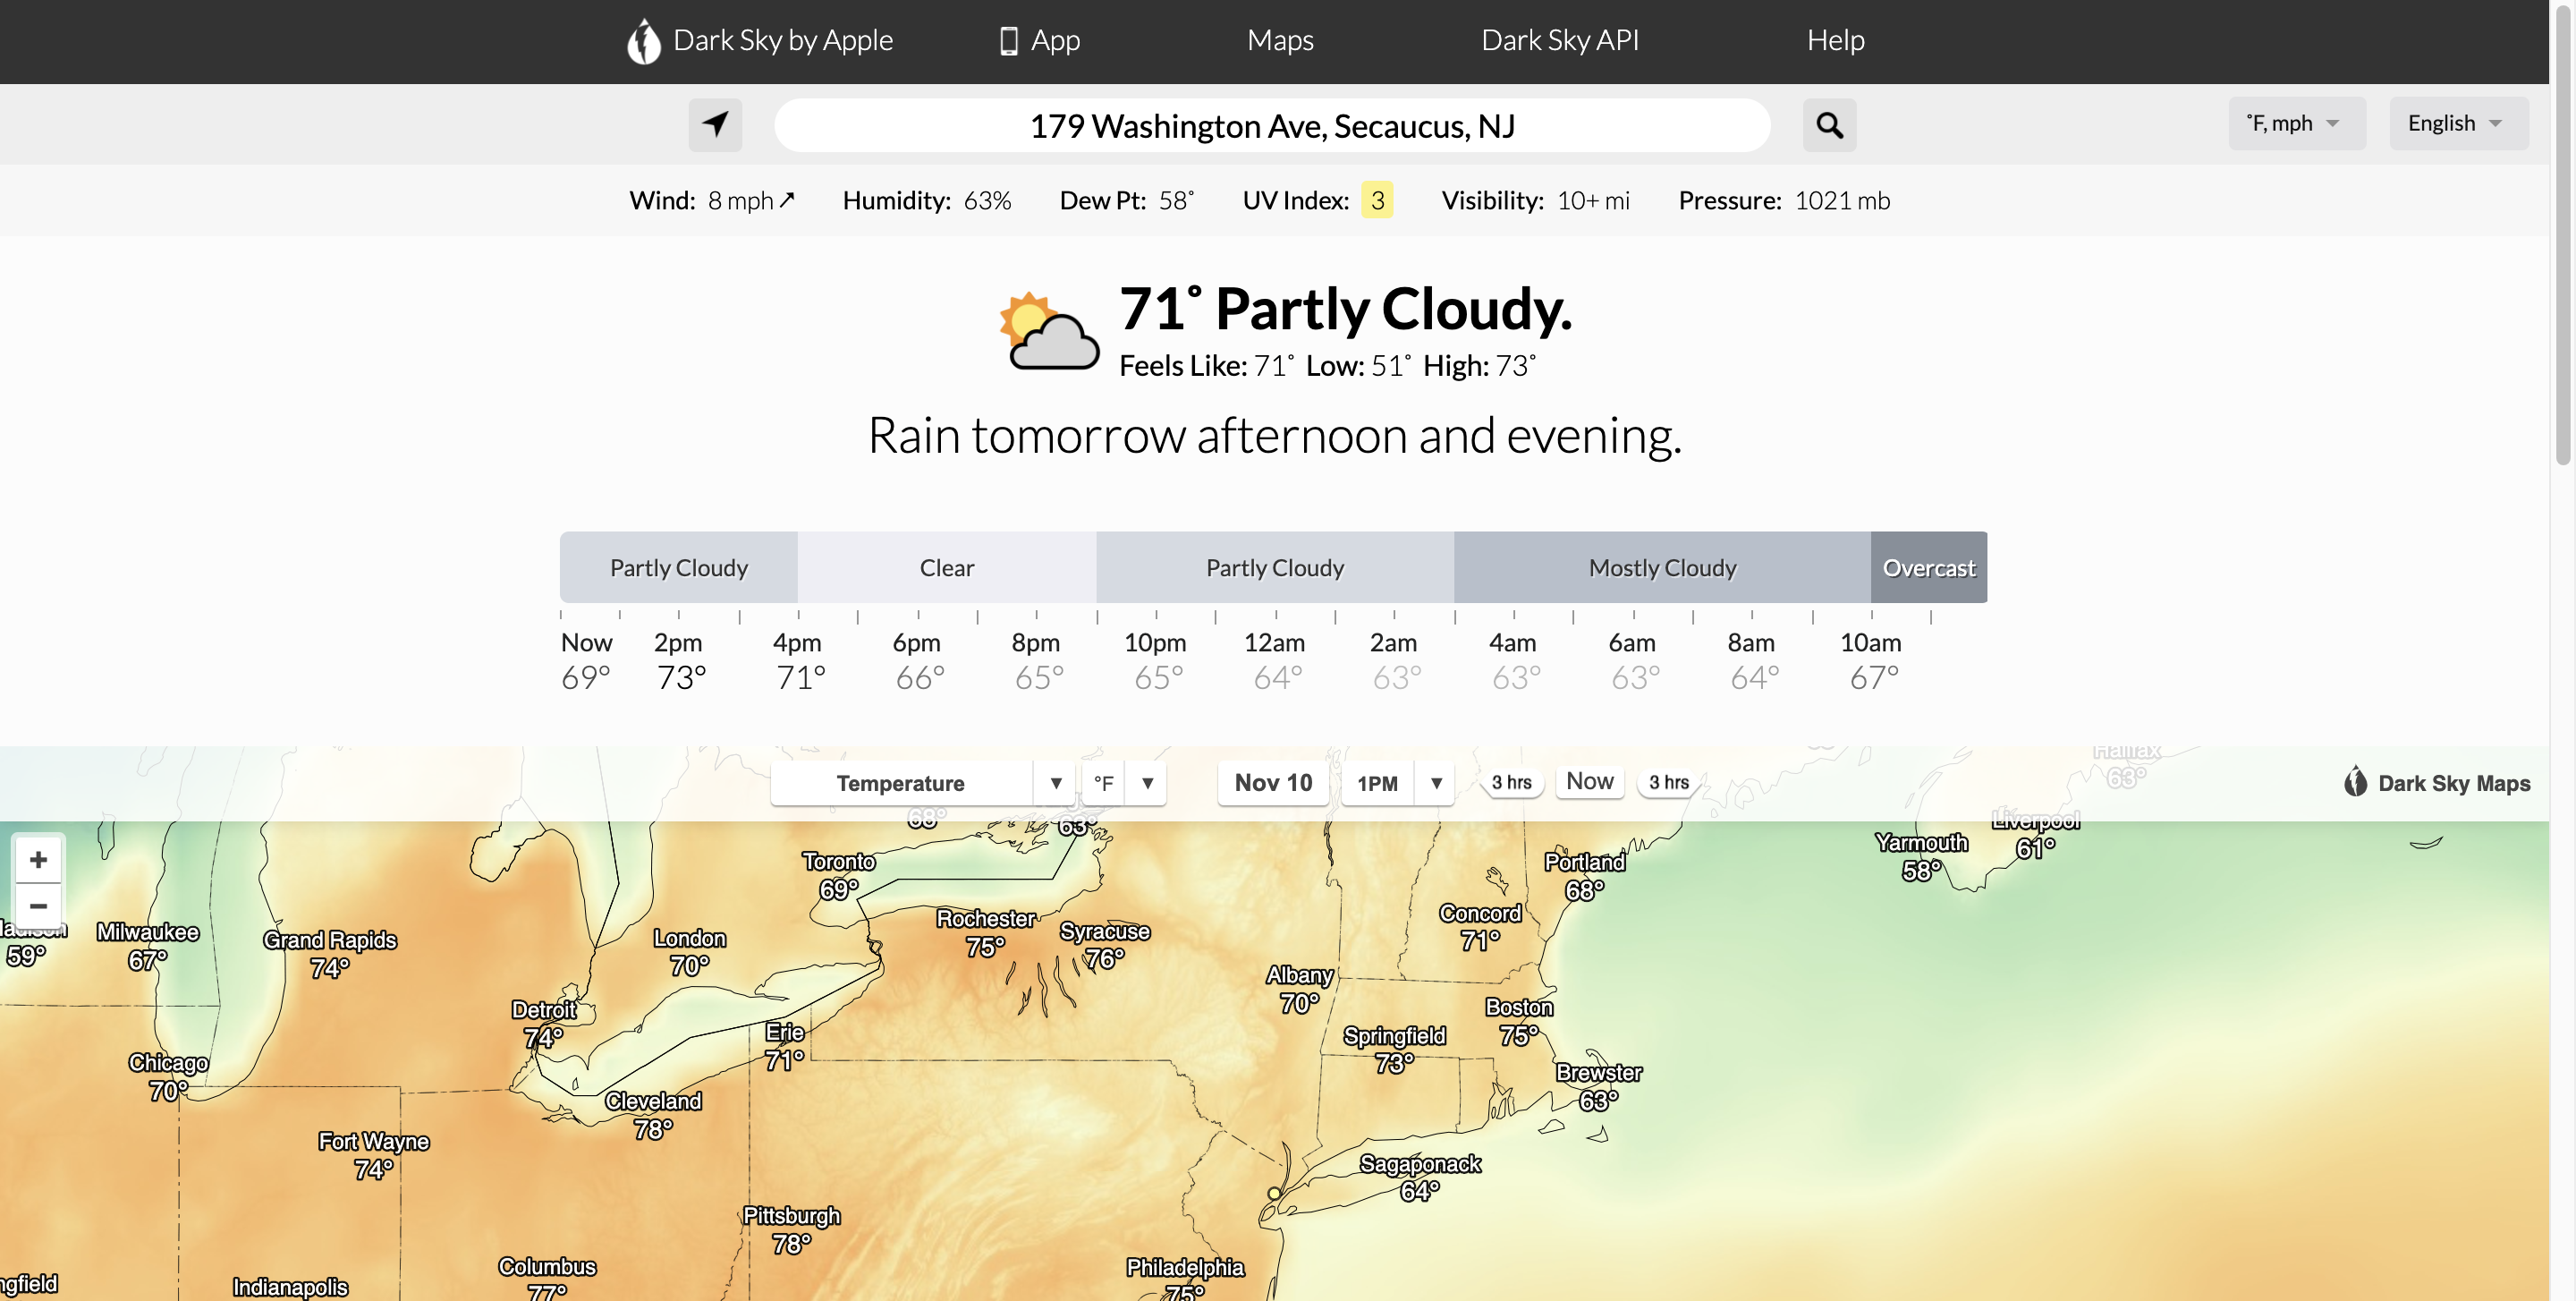 Dark Sky by Apple App Maps Dark Sky API Help
179 Washington Ave, Secaucus, NJ
˚F, mph English
Wind: 8 mph Humidity: 63% Dew Pt: 58˚ UV Index: 3 Visibility: 10+ mi Pressure: 1021 mb
71˚ Partly Cloudy.
Feels Like: 71˚ Low: 51˚ High: 73˚
Rain tomorrow afternoon and evening.
Partly Cloudy Clear Partly Cloudy Mostly Cloudy Overcast
Now 2pm 4pm 6pm 8pm 10pm 12am 2am 4am 6am 8am 10am
69° 73° 71° 66° 65° 65° 64° 63° 63° 63° 64° 67°
Halifax
63°
Temperature °F Nov 10 1PM 3 hrs Now 3 hrs Dark Sky Maps
68° 63°
Liverpool
61°
Yarmouth
58°
Toronto
69°
Portland
68°
+
−
59°
Milwaukee
67°
Grand Rapids
74°
London
70°
Rochester
75°
Syracuse
76°
Concord
71°
Albany
70°
Detroit
74°
Boston
75°
Erie
71°
Springfield
73°
Chicago
70°
Brewster
63°
Cleveland
78°
Fort Wayne
74°
Sagaponack
64°
Pittsburgh
78°
Columbus
77°
Philadelphia
75°
ngfield
Indianapolis